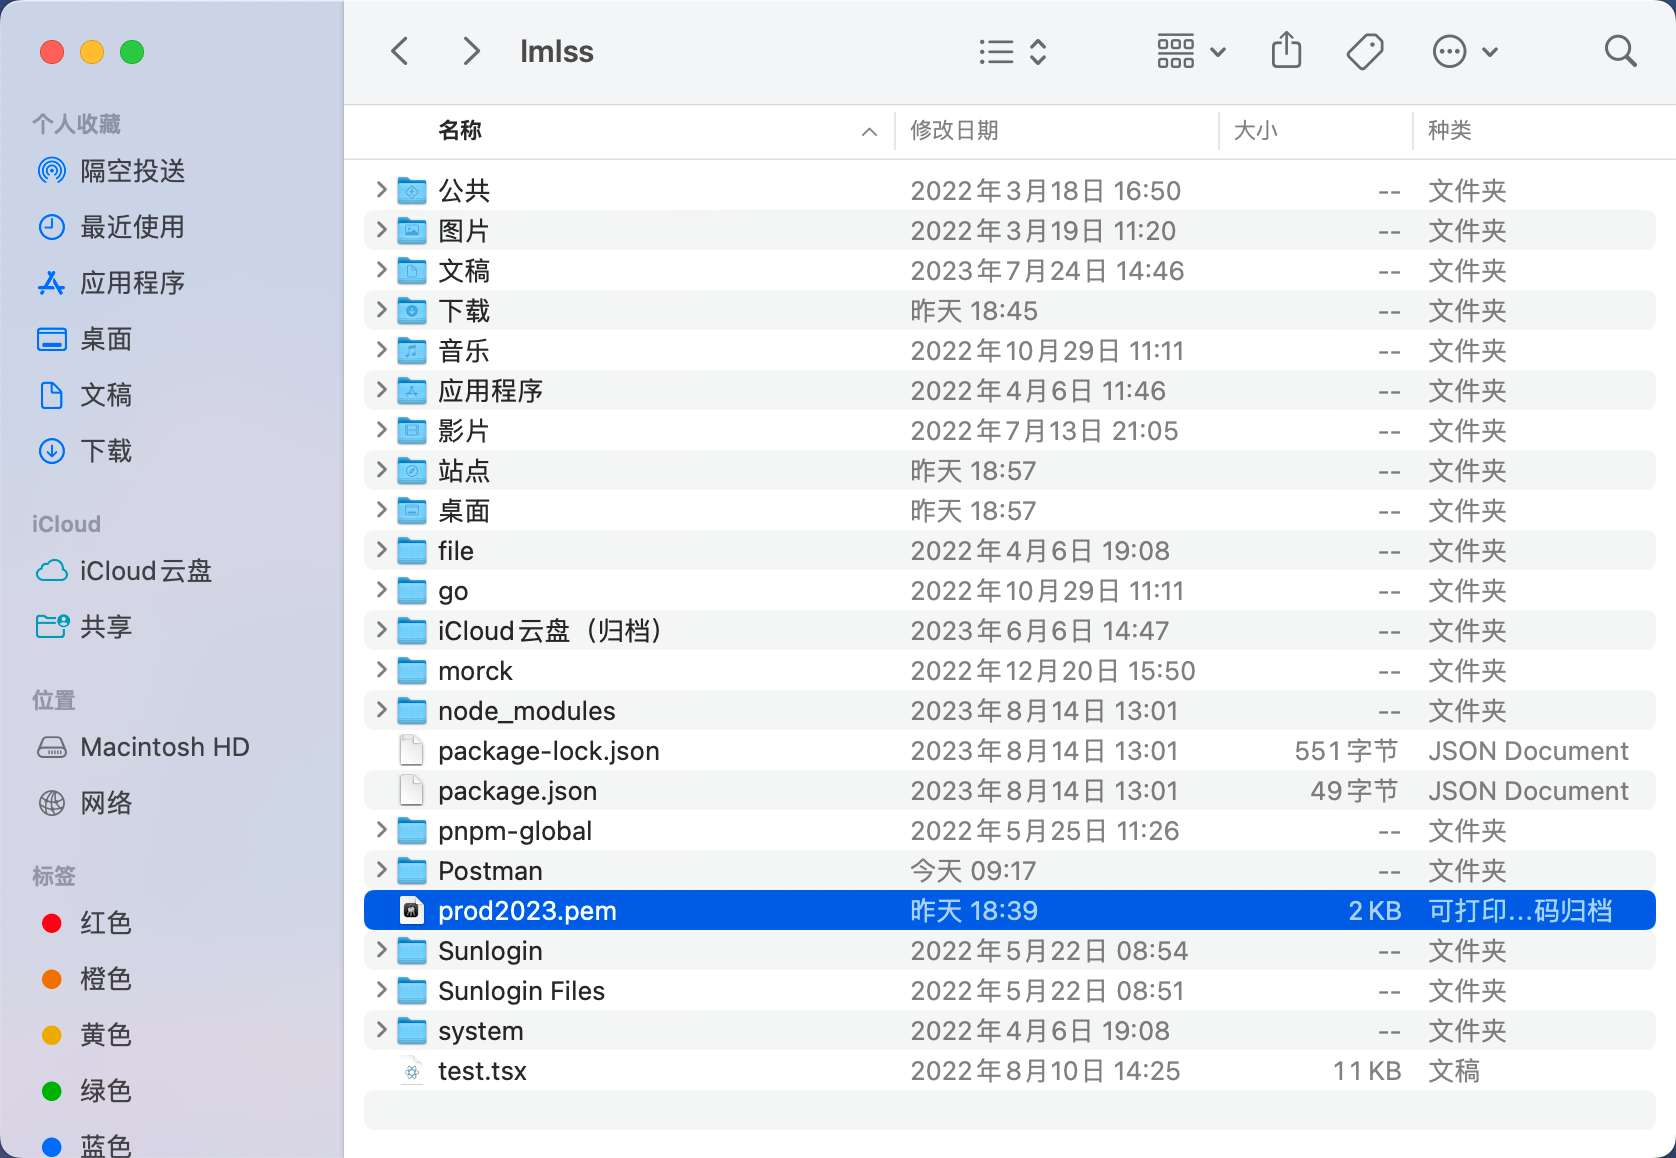 lmlss
个人收藏
隔空投送
最近使用
应用程序
桌面
文稿
下载
iCloud
iCloud云盘
共享
位置
Macintosh HD
网络
标签
红色
橙色
黄色
绿色
蓝色
名称 修改日期 大小 种类
公共 2022年3月18日 16:50 -- 文件夹
图片 2022年3月19日 11:20 -- 文件夹
文稿 2023年7月24日 14:46 -- 文件夹
下载 昨天 18:45 -- 文件夹
音乐 2022年10月29日 11:11 -- 文件夹
应用程序 2022年4月6日 11:46 -- 文件夹
影片 2022年7月13日 21:05 -- 文件夹
站点 昨天 18:57 -- 文件夹
桌面 昨天 18:57 -- 文件夹
file 2022年4月6日 19:08 -- 文件夹
go 2022年10月29日 11:11 -- 文件夹
iCloud云盘（归档） 2023年6月6日 14:47 -- 文件夹
morck 2022年12月20日 15:50 -- 文件夹
node_modules 2023年8月14日 13:01 -- 文件夹
package-lock.json 2023年8月14日 13:01 551字节 JSON Document
package.json 2023年8月14日 13:01 49字节 JSON Document
pnpm-global 2022年5月25日 11:26 -- 文件夹
Postman 今天 09:17 -- 文件夹
prod2023.pem 昨天 18:39 2 KB 可打印...码归档
Sunlogin 2022年5月22日 08:54 -- 文件夹
Sunlogin Files 2022年5月22日 08:51 -- 文件夹
system 2022年4月6日 19:08 -- 文件夹
test.tsx 2022年8月10日 14:25 11 KB 文稿